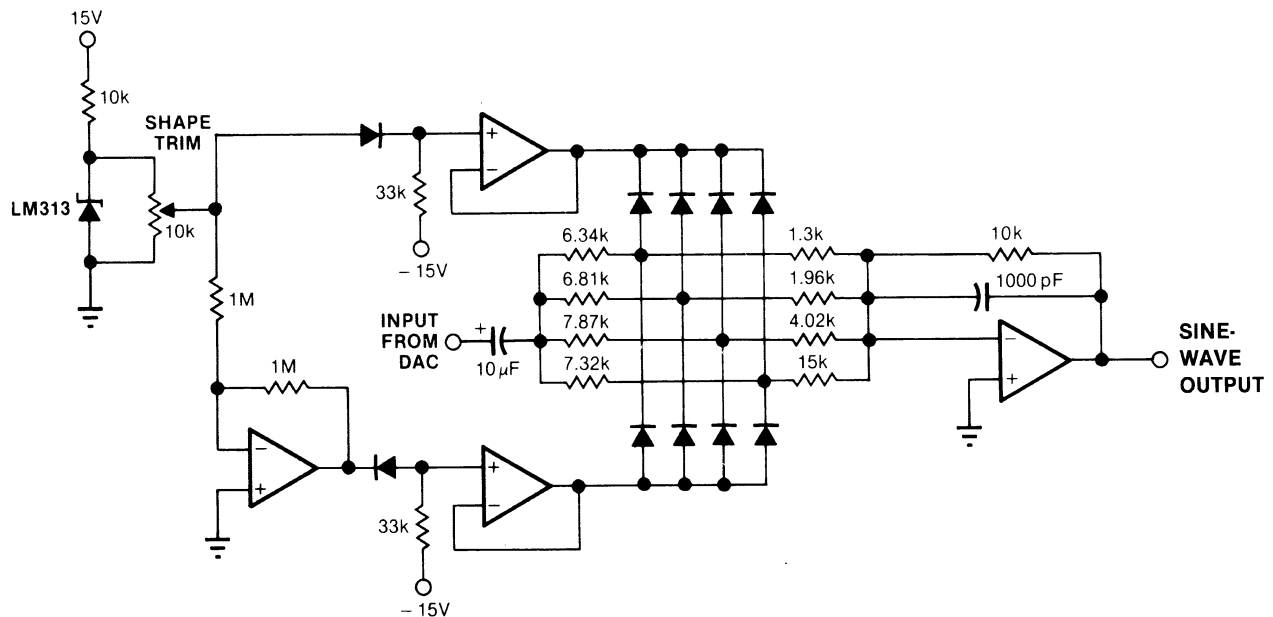 15V
10k
SHAPE
TRIM
LM313
10k
33k
− 15V
1M
1M
33k
− 15V
+
−
−
+
+
−
INPUT
FROM
DAC
+
10 µF
6.34k
6.81k
7.87k
7.32k
1.3k
1.96k
4.02k
15k
10k
1000 pF
−
+
SINE-
WAVE
OUTPUT